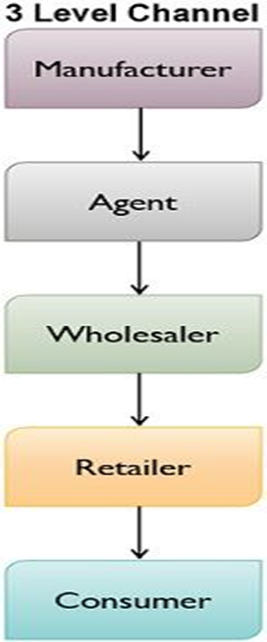 3 Level Channel
Manufacturer
Agent
Wholesaler
Retailer
Consumer